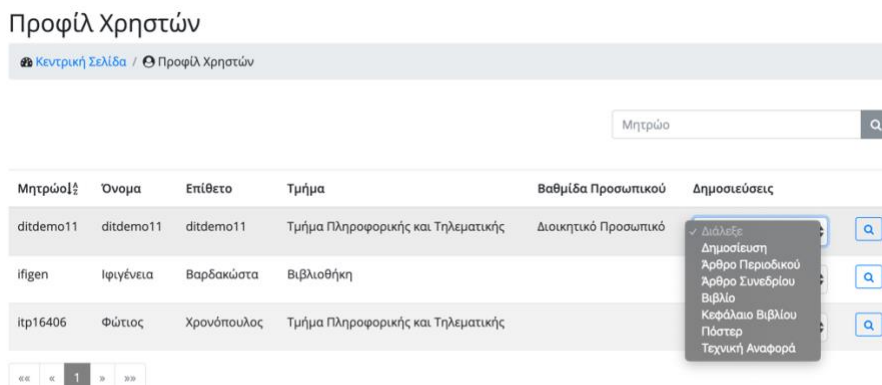 Προφίλ Χρηστών
Κεντρική Σελίδα / Προφίλ Χρηστών
Μητρώο
Μητρώο Όνομα Επίθετο Τμήμα Βαθμίδα Προσωπικού Δημοσιεύσεις
ditdemo11 ditdemo11 ditdemo11 Τμήμα Πληροφορικής και Τηλεματικής Διοικητικό Προσωπικό
✓ Διάλεξε
Δημοσίευση
Άρθρο Περιοδικού
Άρθρο Συνεδρίου
Βιβλίο
Κεφάλαιο Βιβλίου
Πόστερ
Τεχνική Αναφορά
ifigen Ιφιγένεια Βαρδακώστα Βιβλιοθήκη
itp16406 Φώτιος Χρονόπουλος Τμήμα Πληροφορικής και Τηλεματικής
«« « 1 » »»